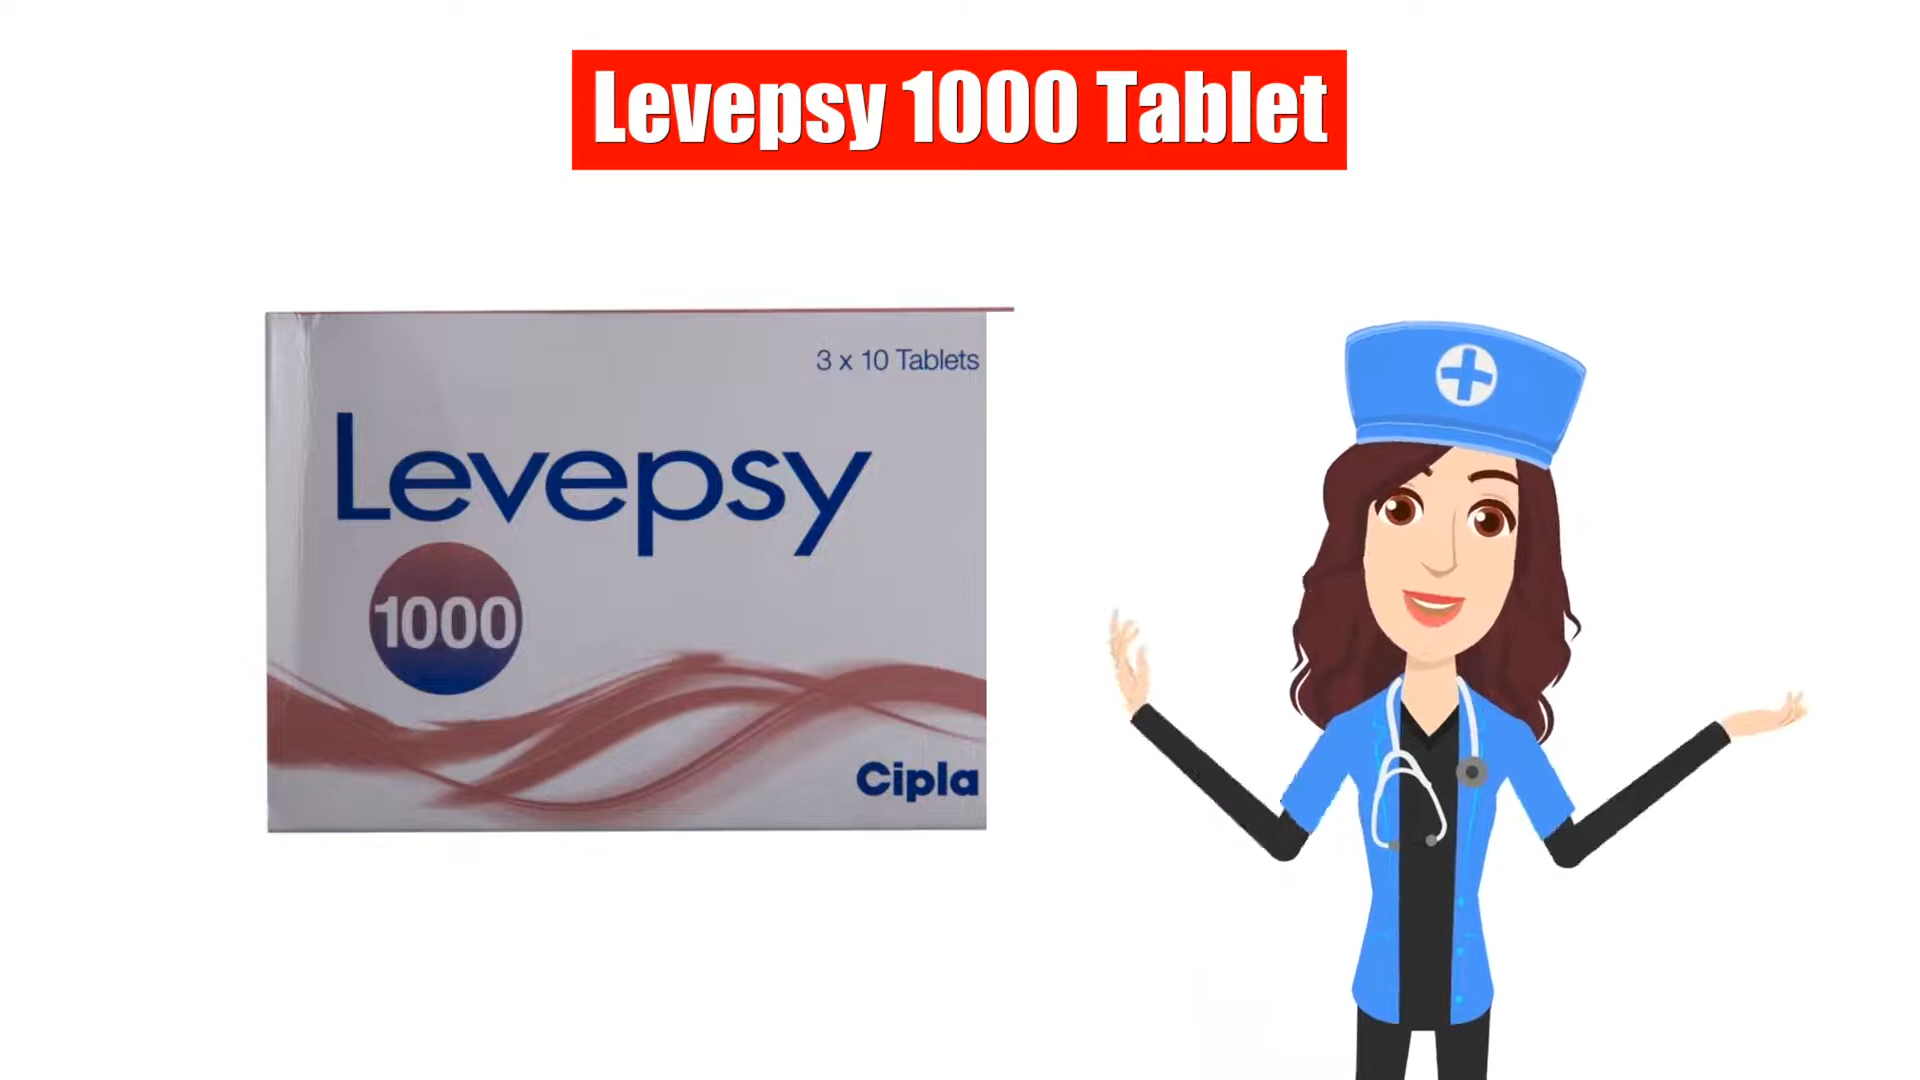 Levepsy 1000 Tablet
3 x 10 Tablets
Levepsy
1000
Cipla